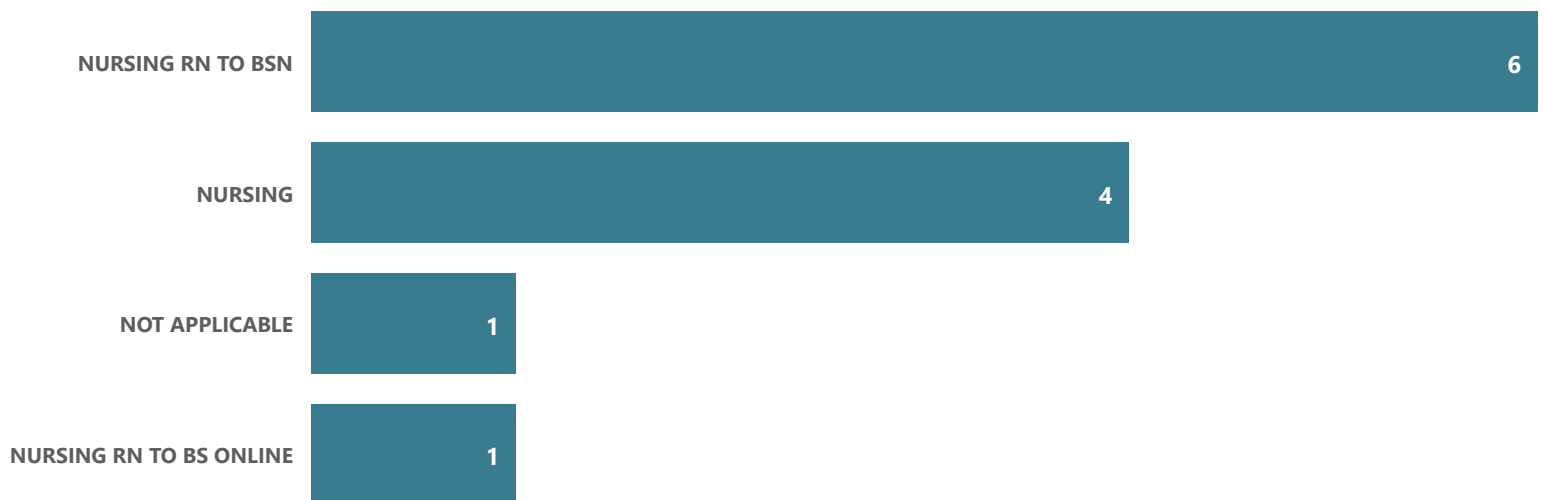 NURSING RN TO BSN 6
NURSING 4
NOT APPLICABLE 1
NURSING RN TO BS ONLINE 1